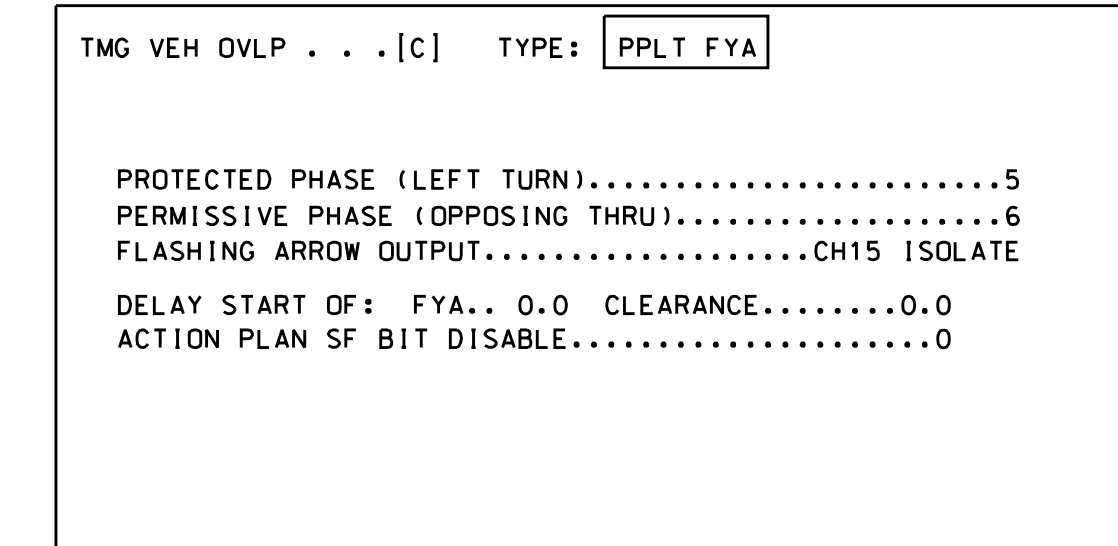 TMG VEH OVLP . . .[C] TYPE: PPLT FYA
PROTECTED PHASE (LEFT TURN)........................5
PERMISSIVE PHASE (OPPOSING THRU)...................6
FLASHING ARROW OUTPUT...................CH15 ISOLATE
DELAY START OF: FYA.. 0.0 CLEARANCE........0.0
ACTION PLAN SF BIT DISABLE.....................0